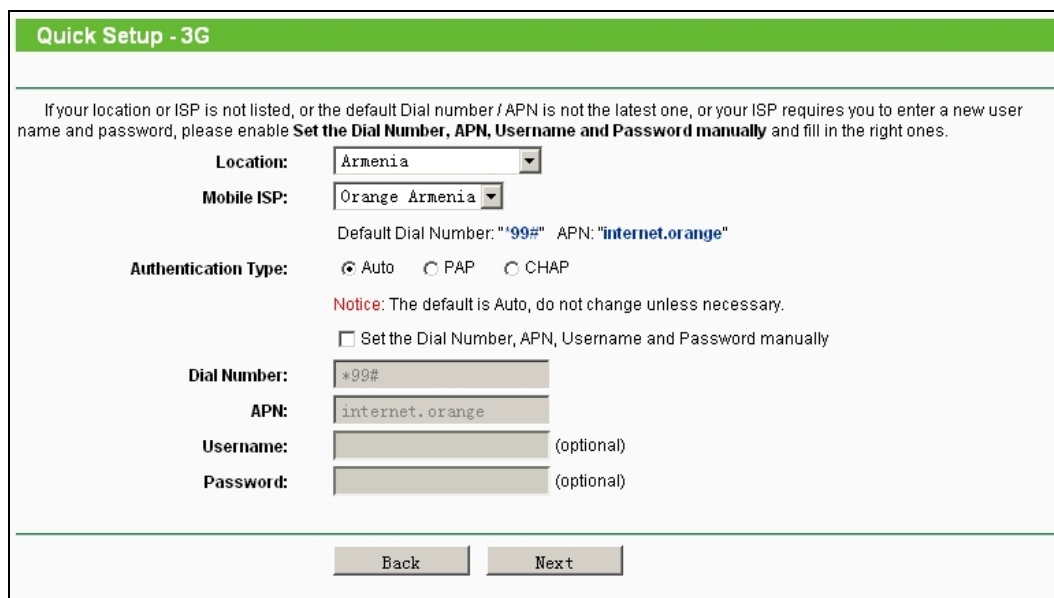 Quick Setup - 3G
If your location or ISP is not listed, or the default Dial number / APN is not the latest one, or your ISP requires you to enter a new user
name and password, please enable Set the Dial Number, APN, Username and Password manually and fill in the right ones.
Location: Armenia
Mobile ISP: Orange Armenia
Default Dial Number: "*99#" APN: "internet.orange"
Authentication Type: Auto PAP CHAP
Notice: The default is Auto, do not change unless necessary.
Set the Dial Number, APN, Username and Password manually
Dial Number: *99#
APN: internet.orange
Username: (optional)
Password: (optional)
Back Next